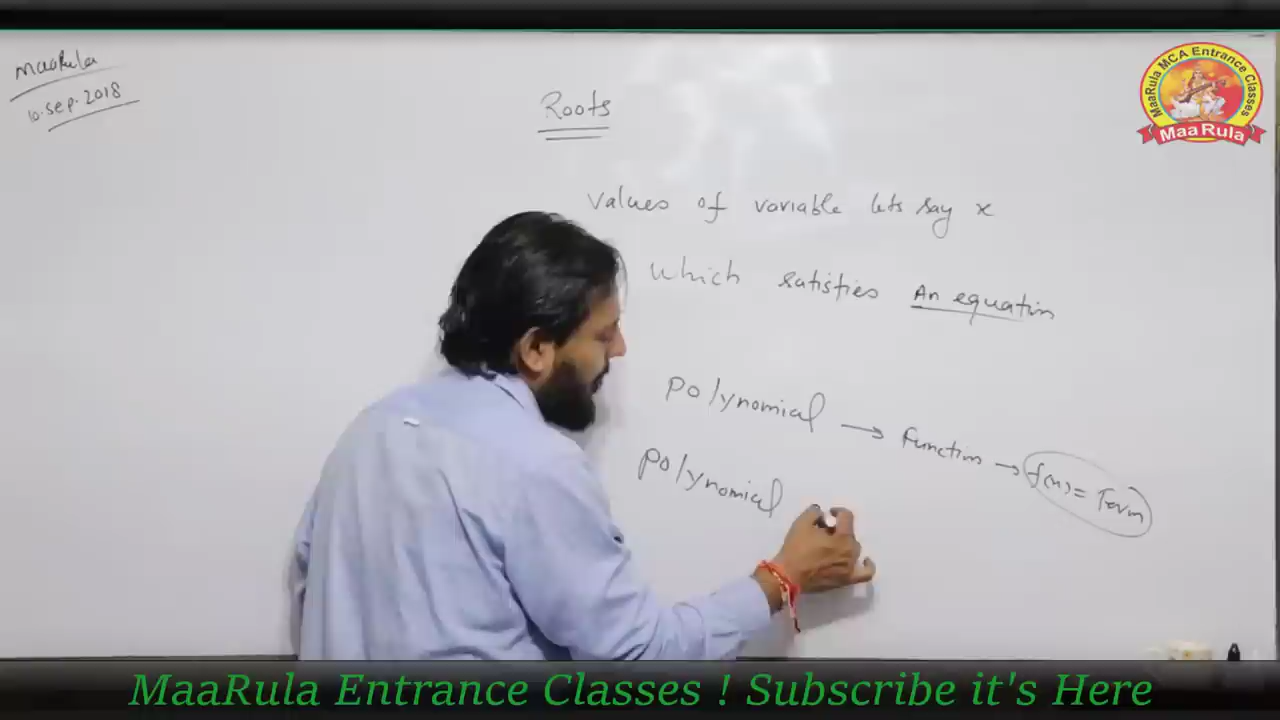 MaaRula
10.sep.2018
Roots
values of variable lets say x
which satisfies An equation
polynomial → Function → f(x) = Term
polynomial
MaaRula MCA Entrance Classes
MaaRula
MaaRula Entrance Classes ! Subscribe it's Here